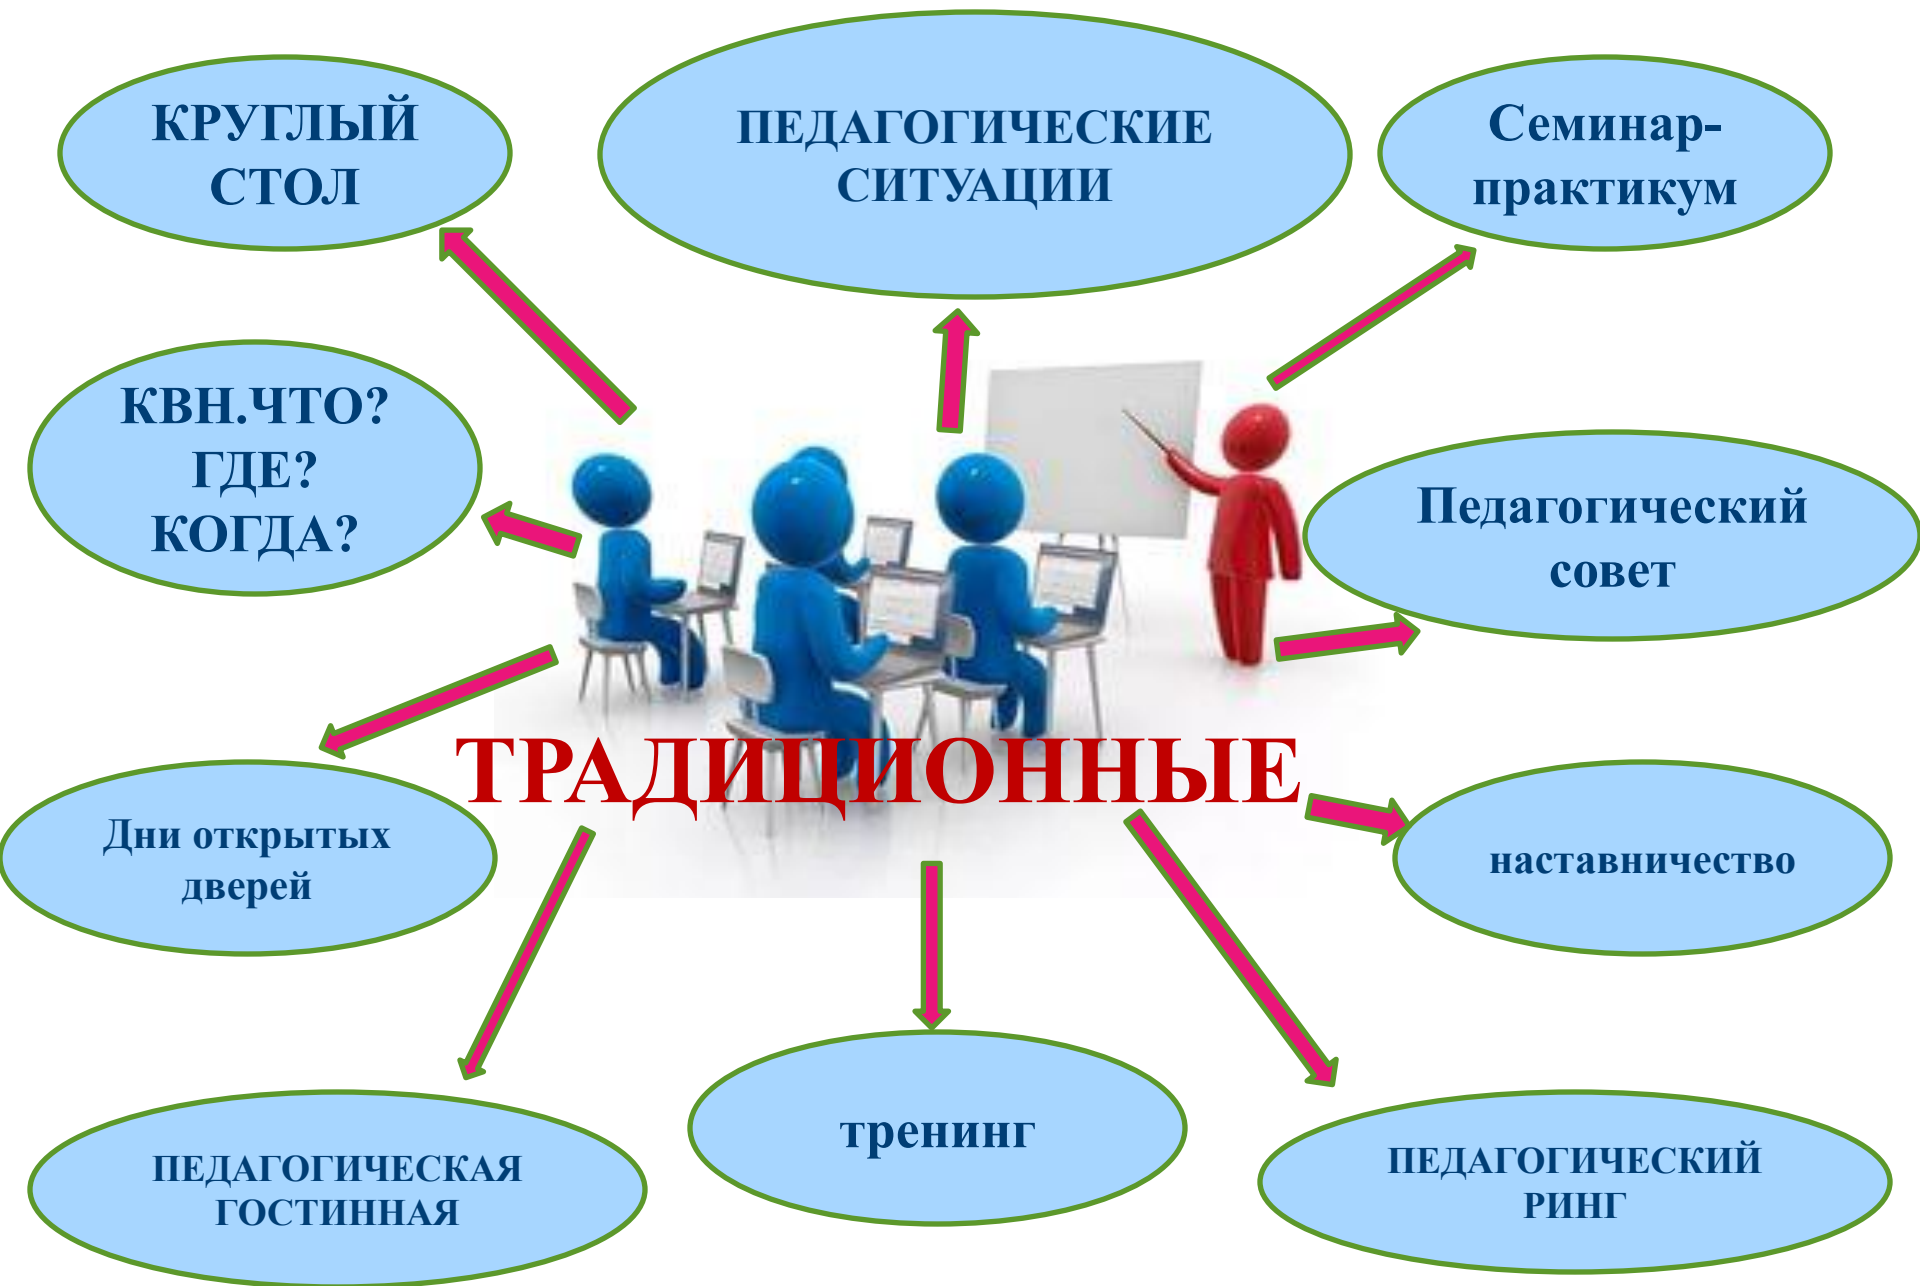 КРУГЛЫЙ
СТОЛ
ПЕДАГОГИЧЕСКИЕ
СИТУАЦИИ
Семинар-
практикум
КВН.ЧТО?
ГДЕ?
КОГДА?
Педагогический
совет
ТРАДИЦИОННЫЕ
Дни открытых
дверей
наставничество
ПЕДАГОГИЧЕСКАЯ
ГОСТИННАЯ
тренинг
ПЕДАГОГИЧЕСКИЙ
РИНГ